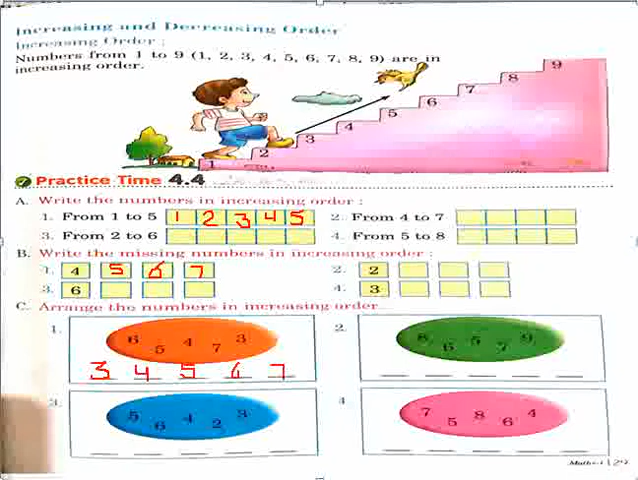 Increasing and Decreasing Order
Increasing Order :
Numbers from 1 to 9 (1, 2, 3, 4, 5, 6, 7, 8, 9) are in
increasing order.
1 2 3 4 5 6 7 8 9
Practice Time 4.4
A. Write the numbers in increasing order :
1. From 1 to 5 1 2 3 4 5 2. From 4 to 7
3. From 2 to 6 4. From 5 to 8
B. Write the missing numbers in increasing order :
1. 4 5 6 7 2. 2
3. 6 4. 3
C. Arrange the numbers in increasing order
1. 6 5 4 7 3
3 4 5 6 7
2. 8 6 5 7 9
3. 5 6 4 2 3
4 7 5 8 6 4
Maths-1 29